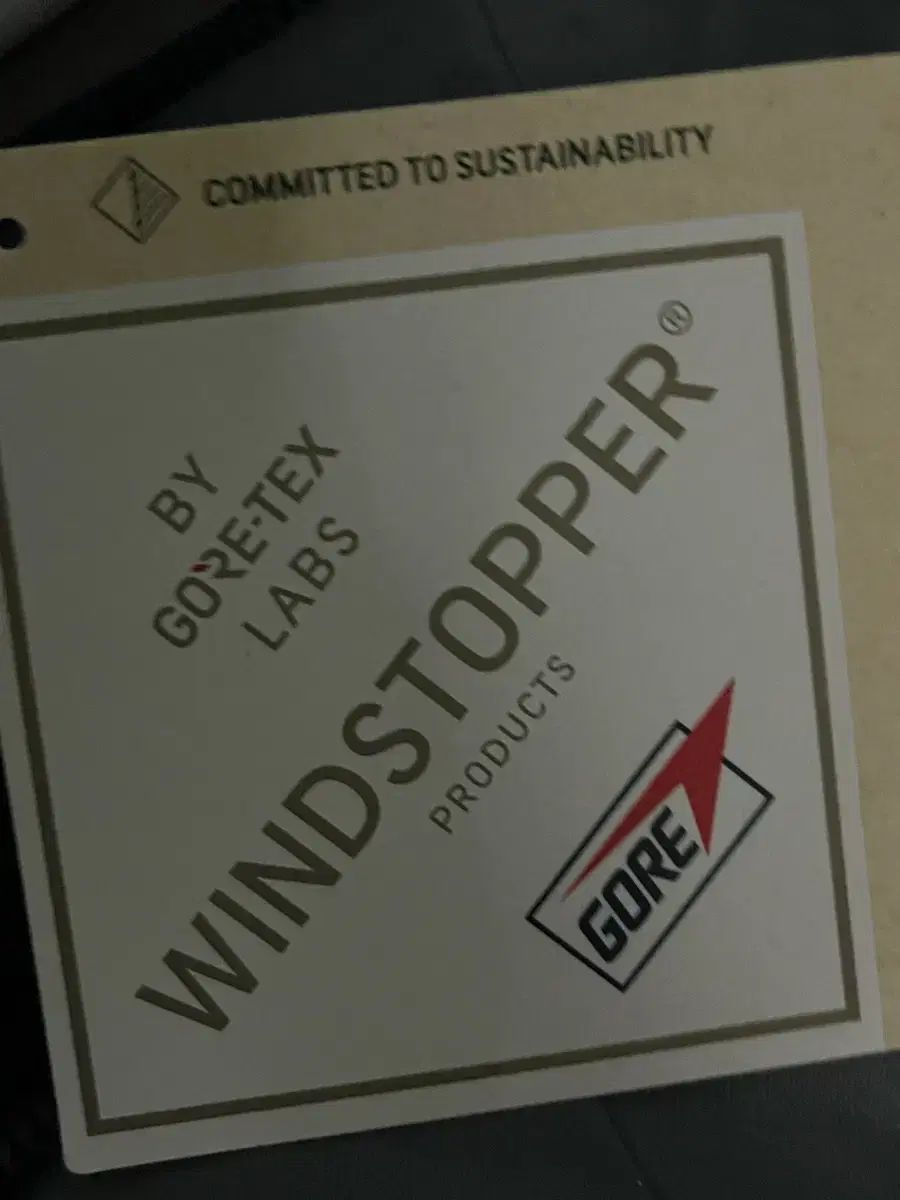 COMMITTED TO SUSTAINABILITY
WINDSTOPPER®
PRODUCTS
BY
GORE-TEX
LABS
GORE